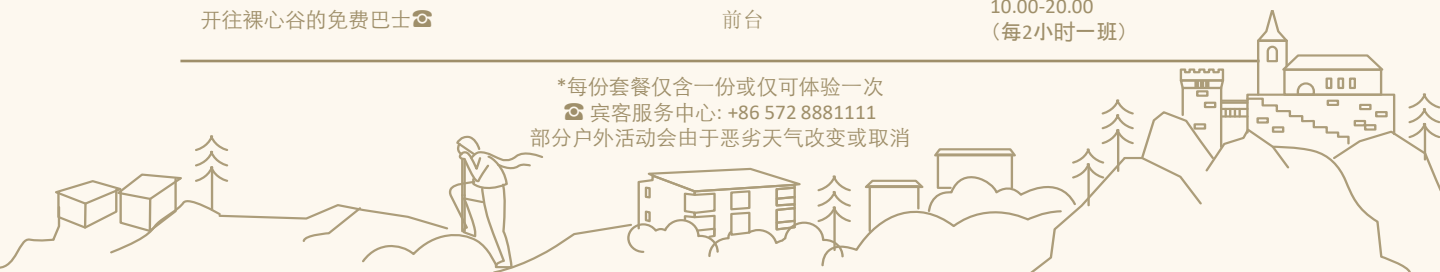 开往裸心谷的免费巴士☎ 前台 10.00-20.00
（每2小时一班）
*每份套餐仅含一份或仅可体验一次
☎ 宾客服务中心: +86 572 8881111
部分户外活动会由于恶劣天气改变或取消